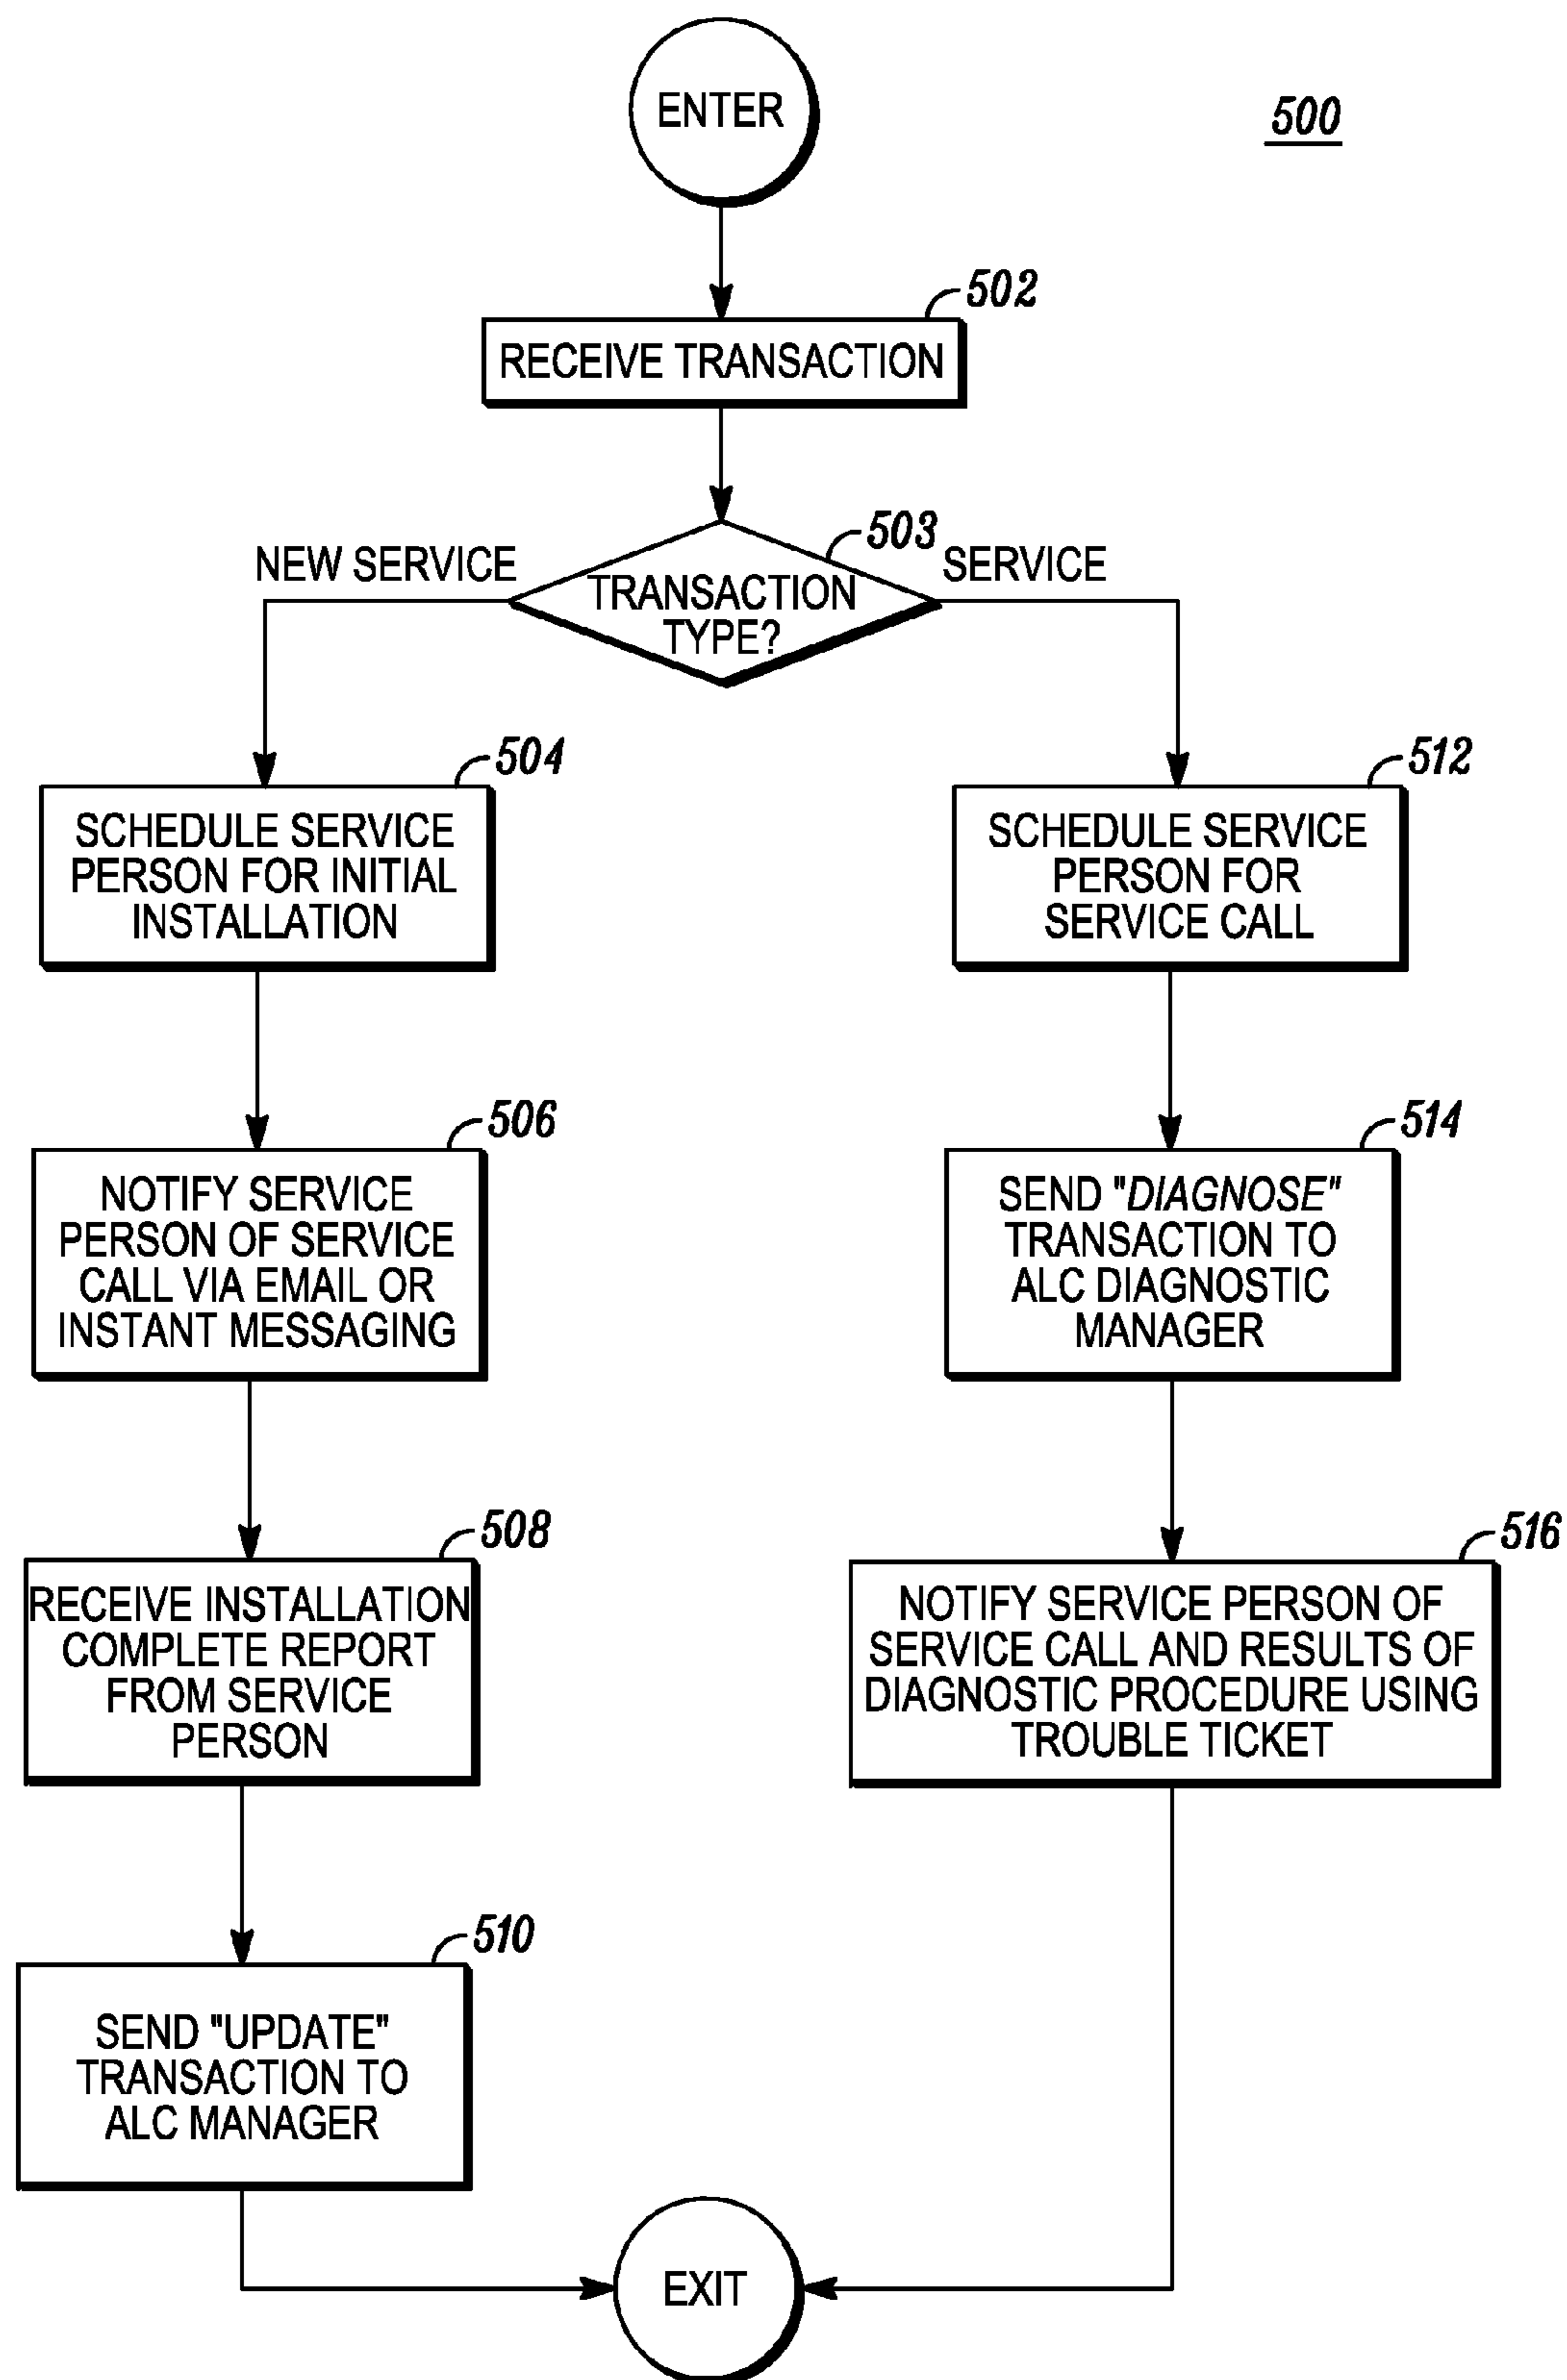 ENTER
500
502
RECEIVE TRANSACTION
503
NEW SERVICE
SERVICE
TRANSACTION
TYPE?
504
SCHEDULE SERVICE
PERSON FOR INITIAL
INSTALLATION
506
NOTIFY SERVICE
PERSON OF SERVICE
CALL VIA EMAIL OR
INSTANT MESSAGING
508
RECEIVE INSTALLATION
COMPLETE REPORT
FROM SERVICE
PERSON
510
SEND "UPDATE"
TRANSACTION TO
ALC MANAGER
512
SCHEDULE SERVICE
PERSON FOR
SERVICE CALL
514
SEND "DIAGNOSE"
TRANSACTION TO
ALC DIAGNOSTIC
MANAGER
516
NOTIFY SERVICE PERSON OF
SERVICE CALL AND RESULTS OF
DIAGNOSTIC PROCEDURE USING
TROUBLE TICKET
EXIT